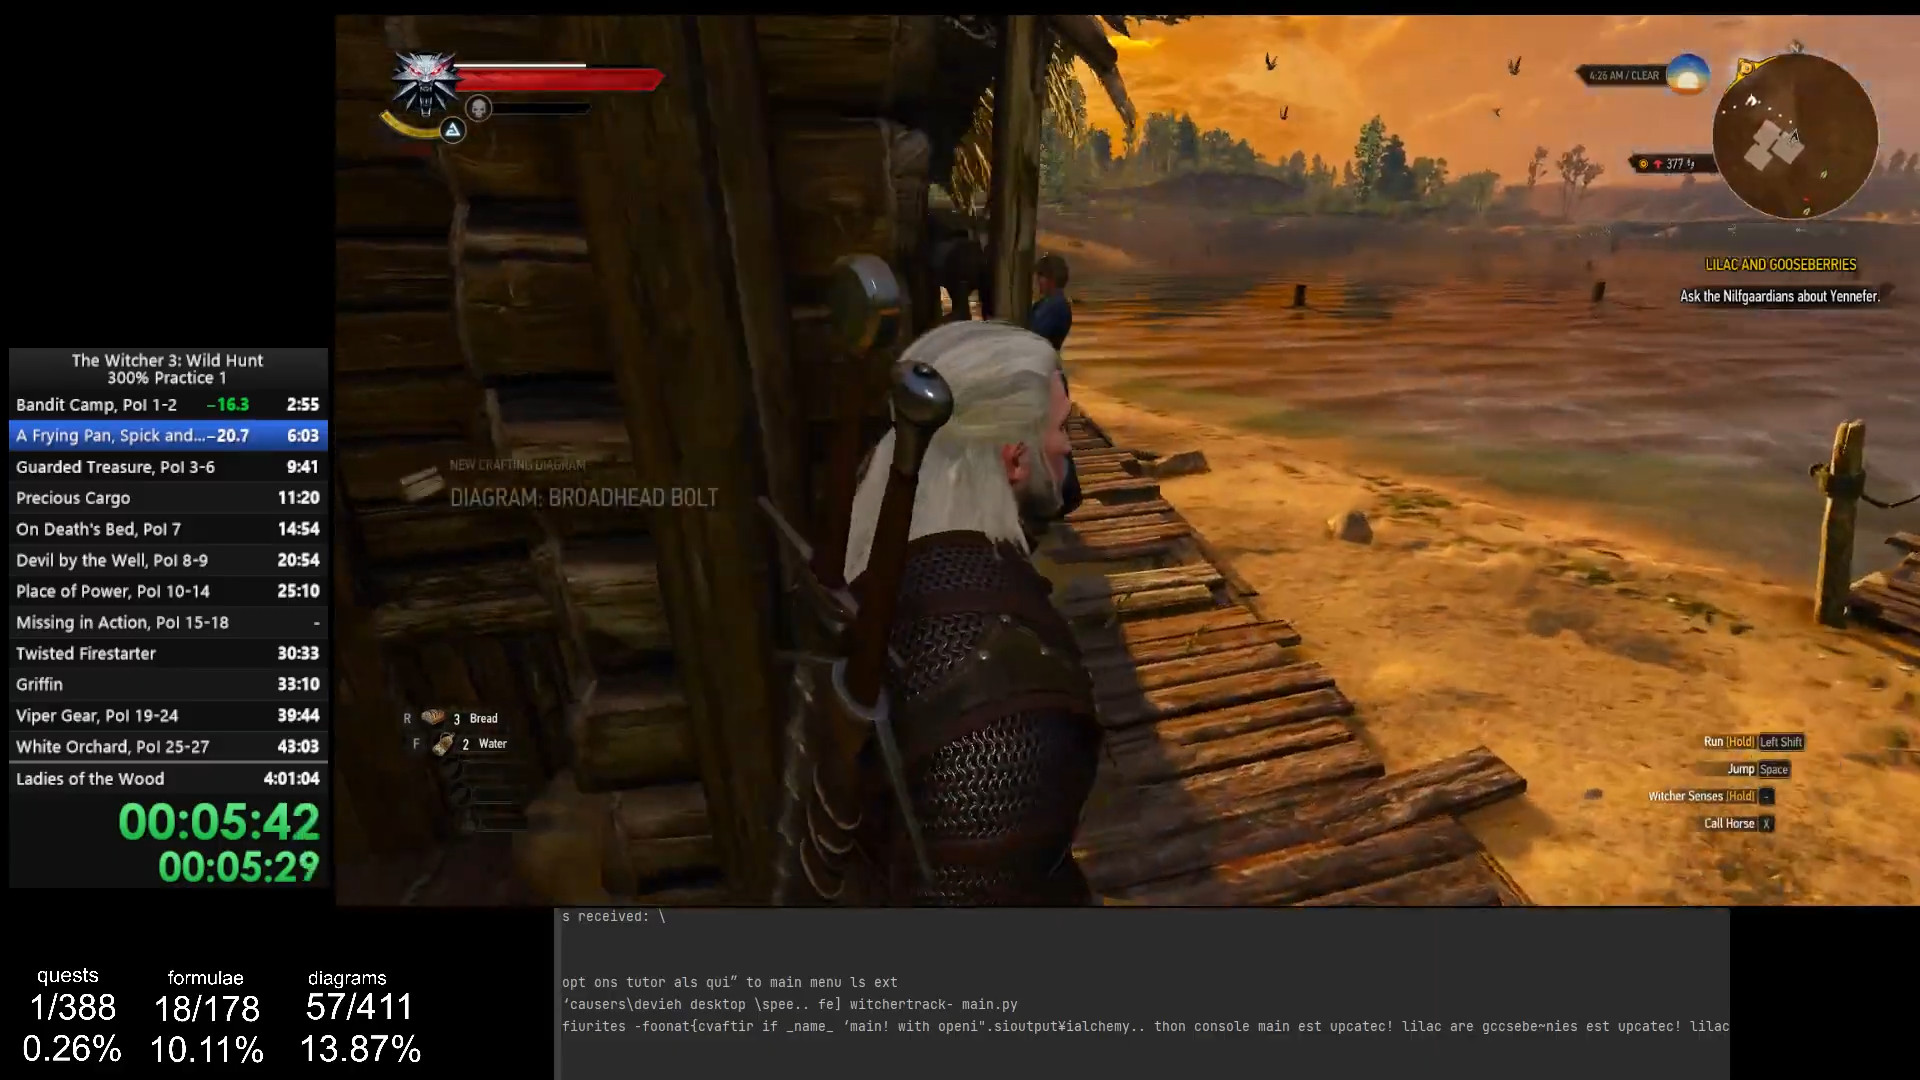 The Witcher 3: Wild Hunt
300% Practice 1
Bandit Camp, PoI 1-2 −16.3 2:55
A Frying Pan, Spick and... −20.7 6:03
Guarded Treasure, PoI 3-6 9:41
Precious Cargo 11:20
On Death's Bed, PoI 7 14:54
Devil by the Well, PoI 8-9 20:54
Place of Power, PoI 10-14 25:10
Missing in Action, PoI 15-18 -
Twisted Firestarter 30:33
Griffin 33:10
Viper Gear, PoI 19-24 39:44
White Orchard, PoI 25-27 43:03
Ladies of the Wood 4:01:04
00:05:42
00:05:29
quests formulae diagrams
1/388 18/178 57/411
0.26% 10.11% 13.87%
4:26 AM / CLEAR
N
377
LILAC AND GOOSEBERRIES
Ask the Nilfgaardians about Yennefer.
NEW CRAFTING DIAGRAM
DIAGRAM: BROADHEAD BOLT
R 3 Bread
F 2 Water
Run [Hold] Left Shift
Jump Space
Witcher Senses [Hold] -
Call Horse X
s received: \
opt ons tutor als qui” to main menu ls ext
‘causers\devieh desktop \spee.. fe] witchertrack- main.py
fiurites -foonat{cvaftir if _name_ ‘main! with openi".sioutput¥ialchemy.. thon console main est upcatec! lilac are gccsebe~nies est upcatec! lilac